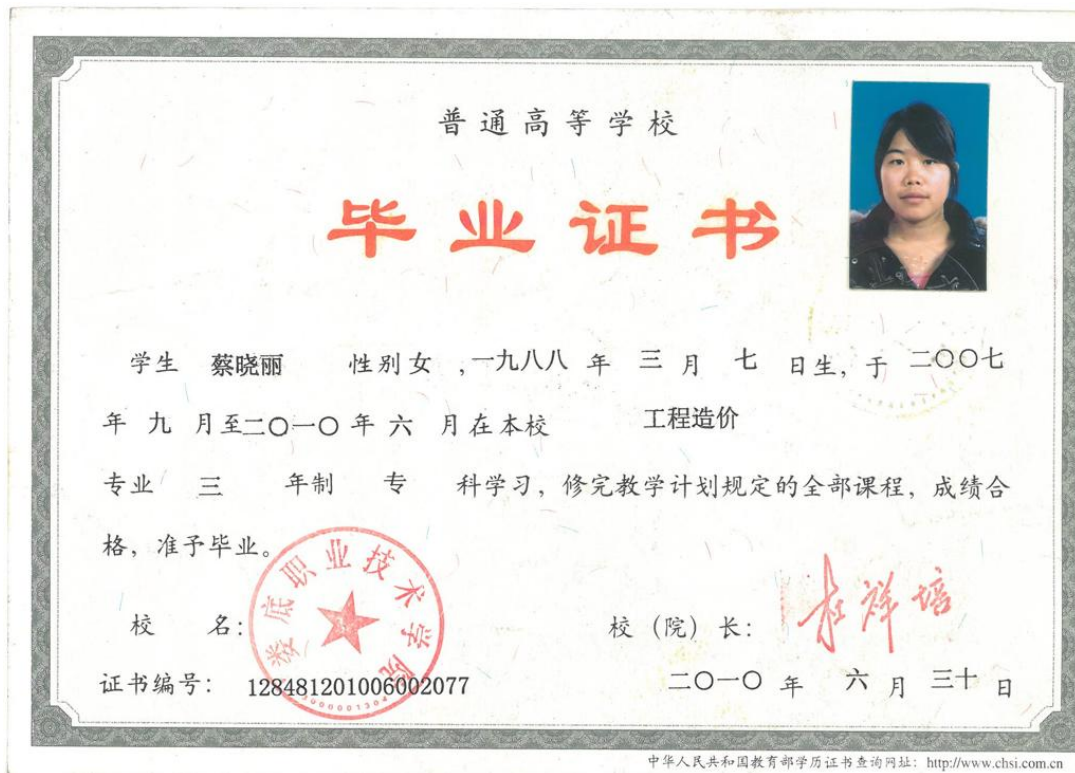 普通高等学校
毕业证书
学生 蔡晓丽 性别女 ,一九八八 年 三 月 七 日生, 于 二〇〇七
年 九 月至二〇一〇 年 六 月在本校 工程造价
专业 三 年制 专 科学习, 修完教学计划规定的全部课程, 成绩合
格, 准予毕业。
娄底职业技术学院
校 名:
校 (院) 长:
证书编号: 128481201006002077
二〇一〇 年 六 月 三十 日
中华人民共和国教育部学历证书查询网址: http://www.chsi.com.cn